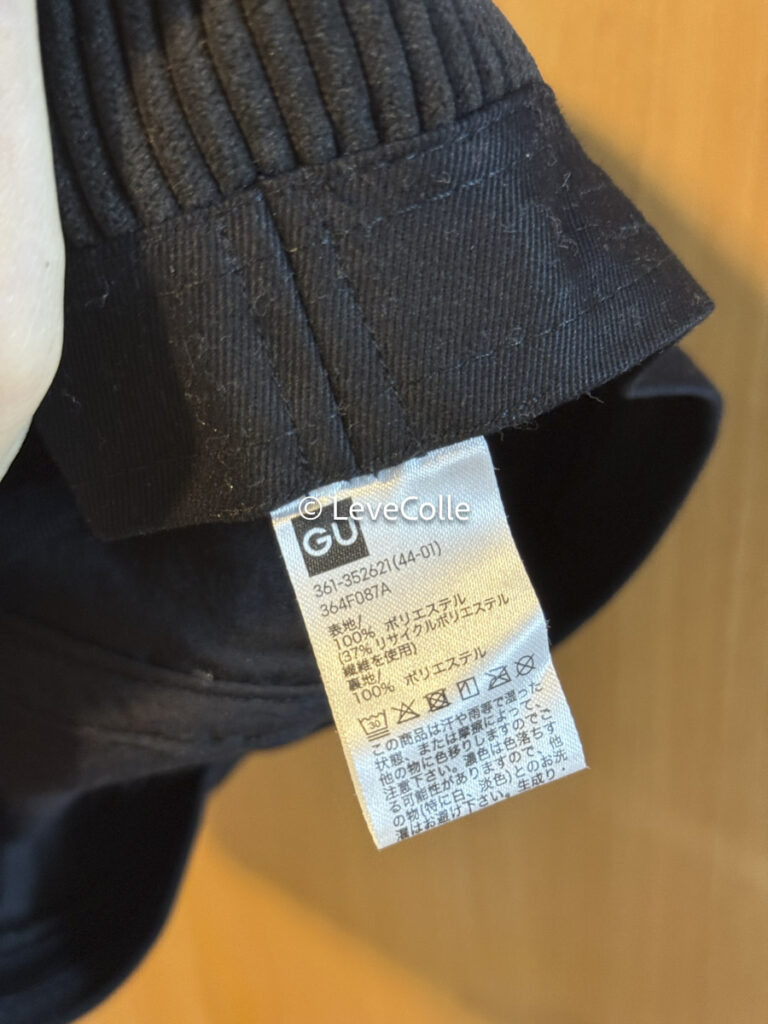 © LeveColle
GU
361-352621(44-01)
364F087A
表地/
100% ポリエステル
(37% リサイクルポリエステル
繊維を使用)
裏地/
100% ポリエステル
この商品は汗や雨等で湿った
状態、または摩擦によって、
他の物に色移りしますのでご
注意下さい。濃色は色落ちす
る可能性がありますので、他
の物(特に白、淡色)とのお洗
濯はお避け下さい。生成り・